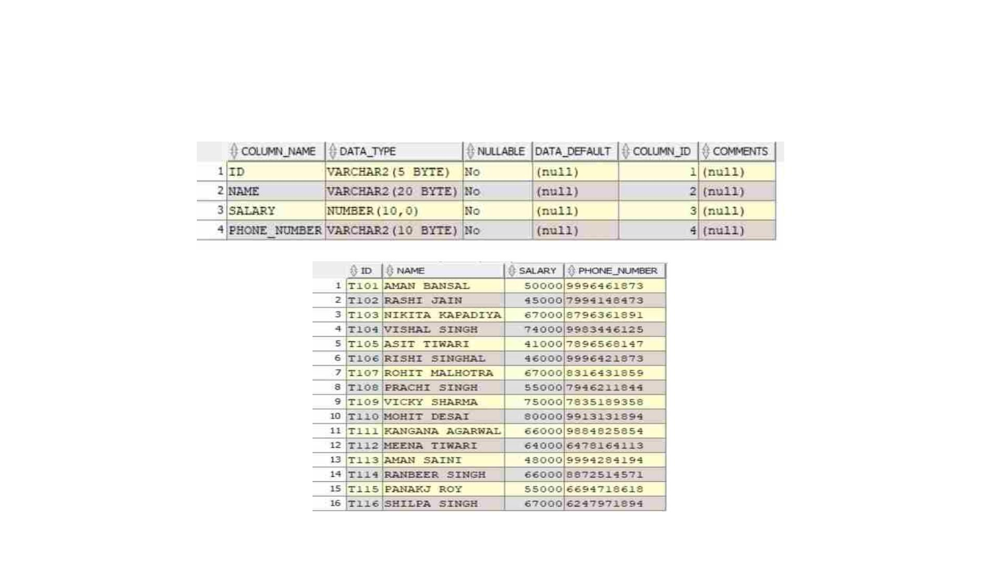 COLUMN_NAME DATA_TYPE NULLABLE DATA_DEFAULT COLUMN_ID COMMENTS
1 ID VARCHAR2(5 BYTE) No (null) 1 (null)
2 NAME VARCHAR2(20 BYTE) No (null) 2 (null)
3 SALARY NUMBER(10,0) No (null) 3 (null)
4 PHONE_NUMBER VARCHAR2(10 BYTE) No (null) 4 (null)
ID NAME SALARY PHONE_NUMBER
1 T101 AMAN BANSAL 50000 9996461873
2 T102 RASHI JAIN 45000 7994148473
3 T103 NIKITA KAPADIYA 67000 8796361891
4 T104 VISHAL SINGH 74000 9983446125
5 T105 ASIT TIWARI 41000 7896568147
6 T106 RISHI SINGHAL 46000 9996421873
7 T107 ROHIT MALHOTRA 67000 8316431859
8 T108 PRACHI SINGH 55000 7946211844
9 T109 VICKY SHARMA 75000 7835189358
10 T110 MOHIT DESAI 80000 9913131894
11 T111 KANGANA AGARWAL 66000 9884825854
12 T112 MEENA TIWARI 64000 6478164113
13 T113 AMAN SAINI 48000 9994284194
14 T114 RANBEER SINGH 66000 8872514571
15 T115 PANAKJ ROY 55000 6694718618
16 T116 SHILPA SINGH 67000 6247971894